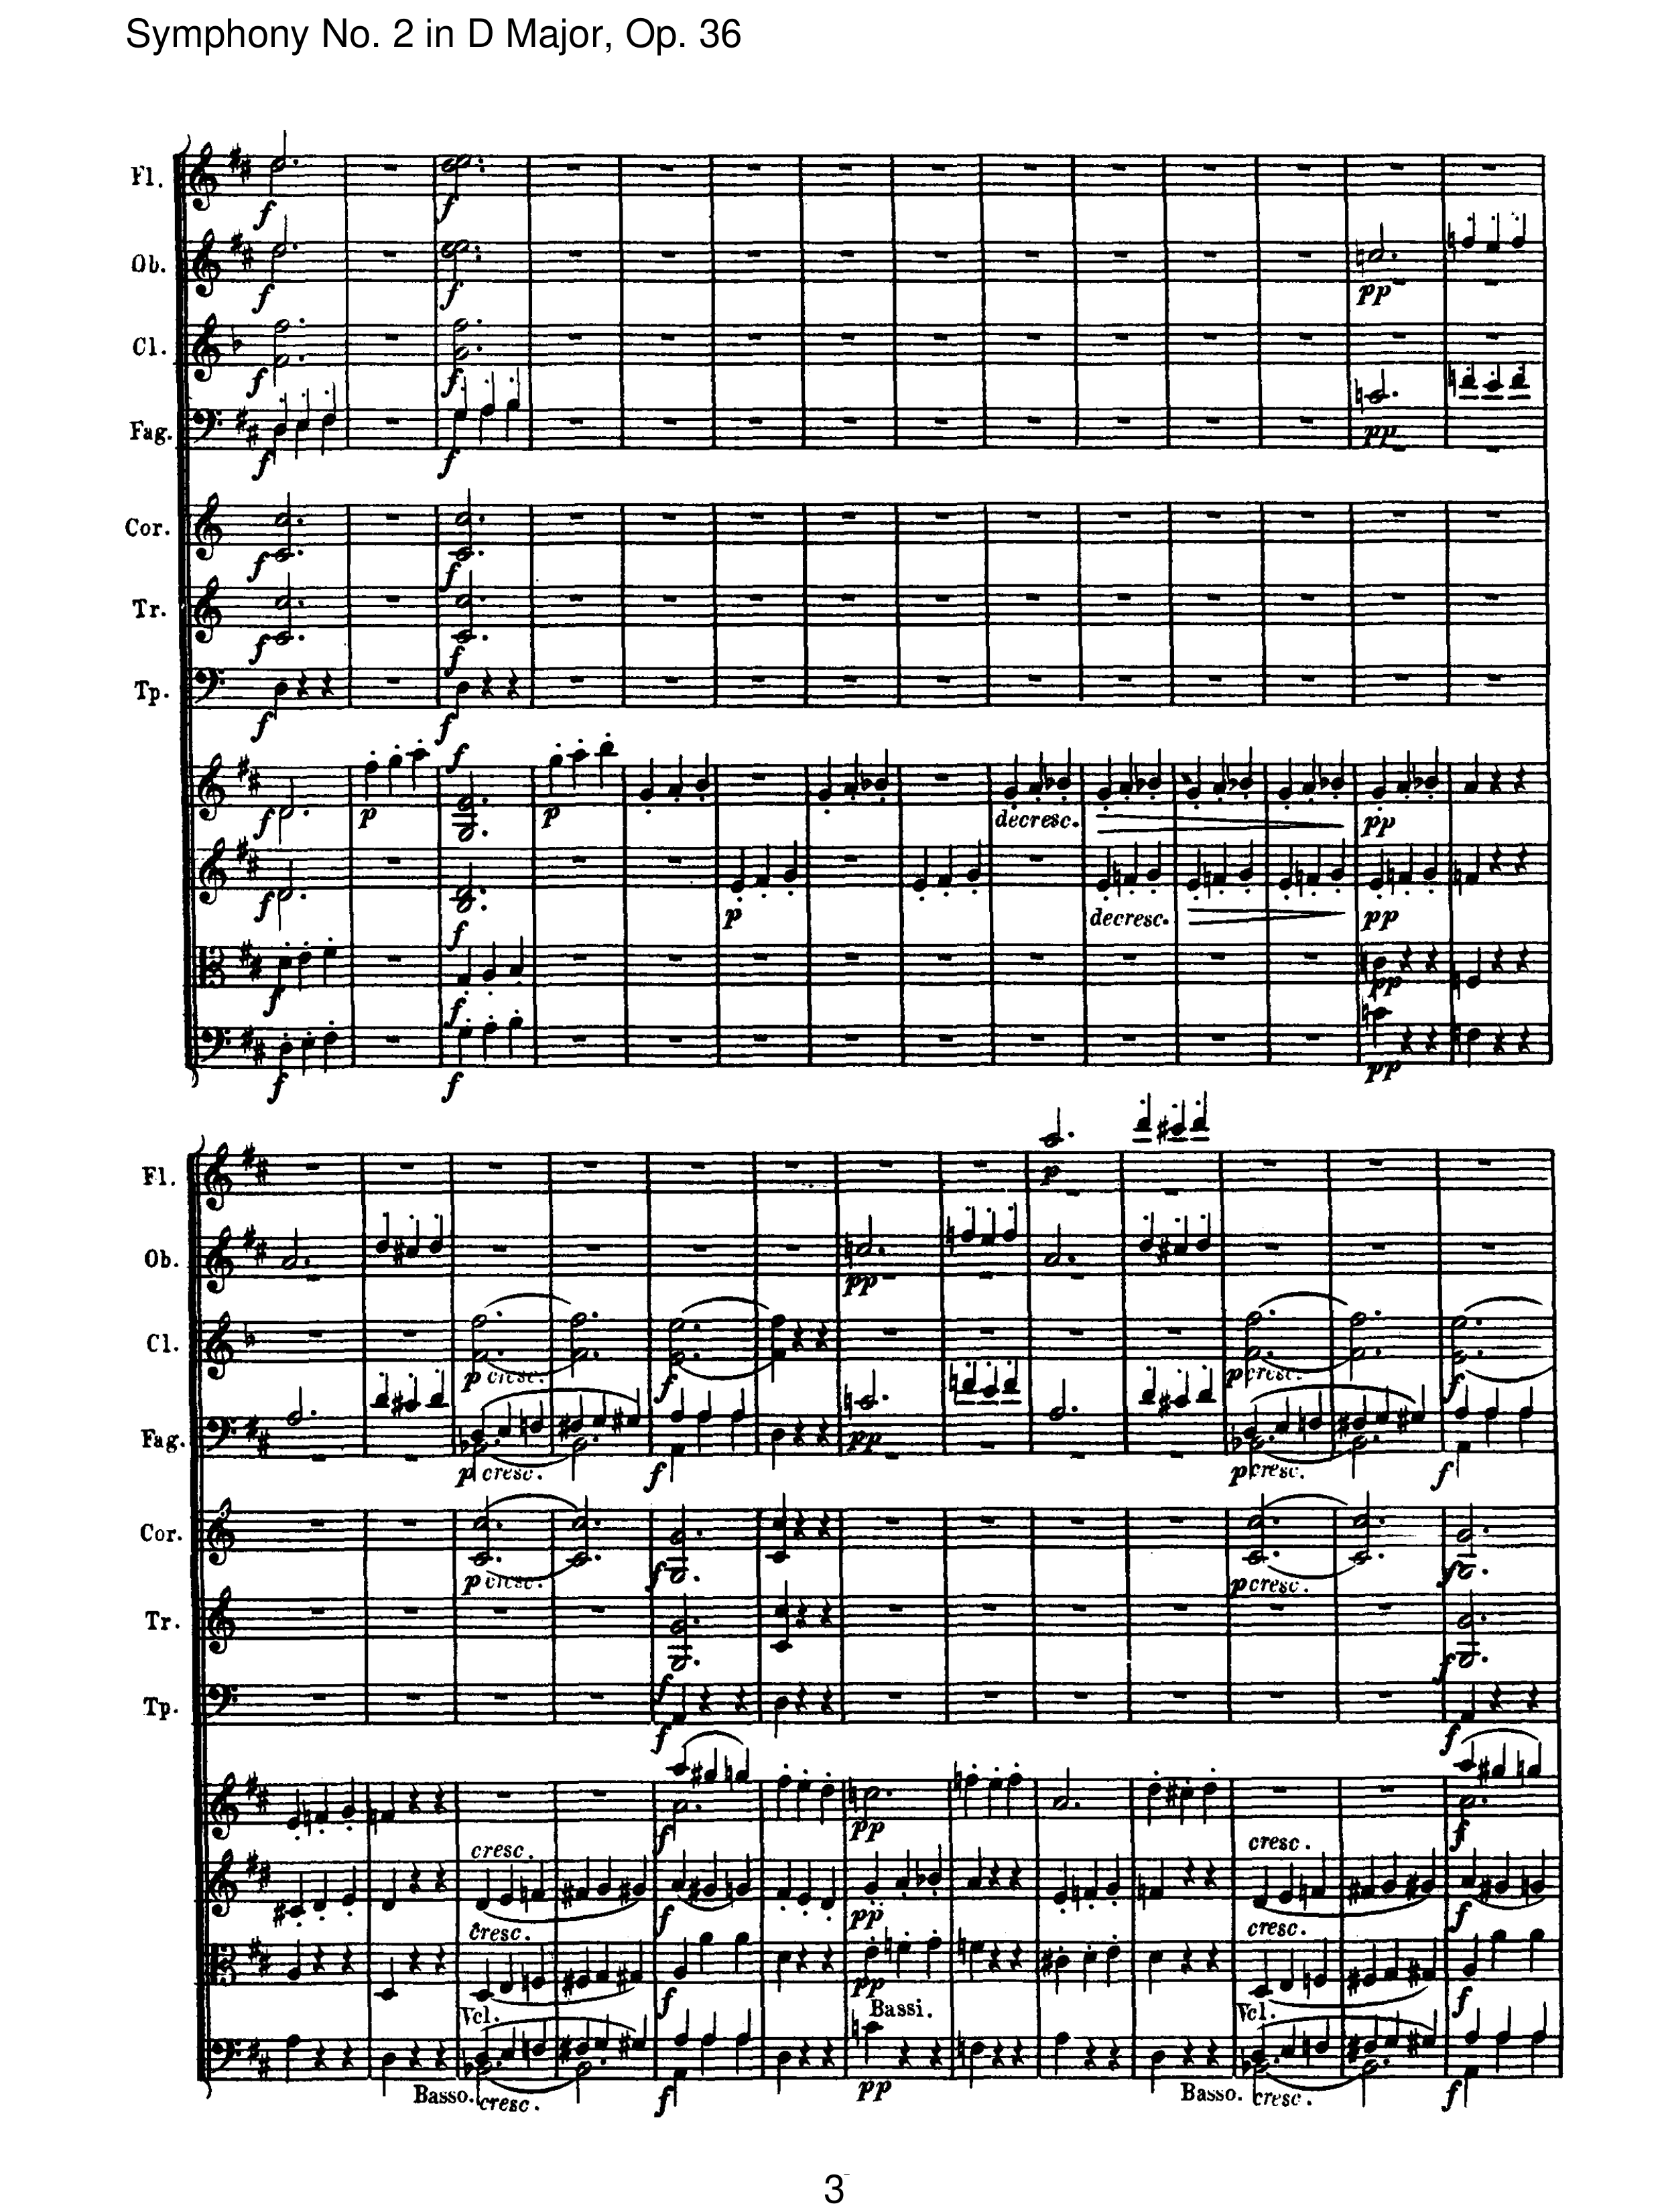 Symphony No. 2 in D Major, Op. 36
Fl.
f f
Ob.
f f pp
Cl.
f f
Fag.
f f pp
Cor.
f f
Tr.
f f
Tp.
f f
f p f p decresc. pp
f f p decresc. pp
f f pp
f f pp
Fl.
p
Ob.
pp
Cl.
p cresc. f p cresc. f
Fag.
p cresc. f pp p cresc. f
Cor.
p cresc. f p cresc. f
Tr.
f f
Tp.
f f
f pp f
cresc. cresc.
f pp f
cresc. cresc.
f pp f
Vcl. Bassi. Vcl.
Basso. cresc. f pp Basso. cresc. f
3